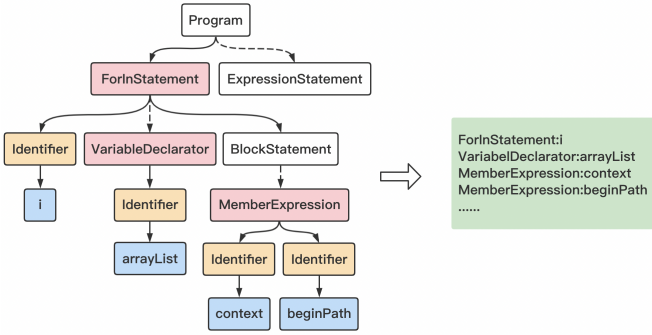 Program
ForInStatement
ExpressionStatement
Identifier
VariableDeclarator
BlockStatement
i
Identifier
MemberExpression
arrayList
Identifier
Identifier
context
beginPath
ForInStatement:i
VariabelDeclarator:arrayList
MemberExpression:context
MemberExpression:beginPath
......